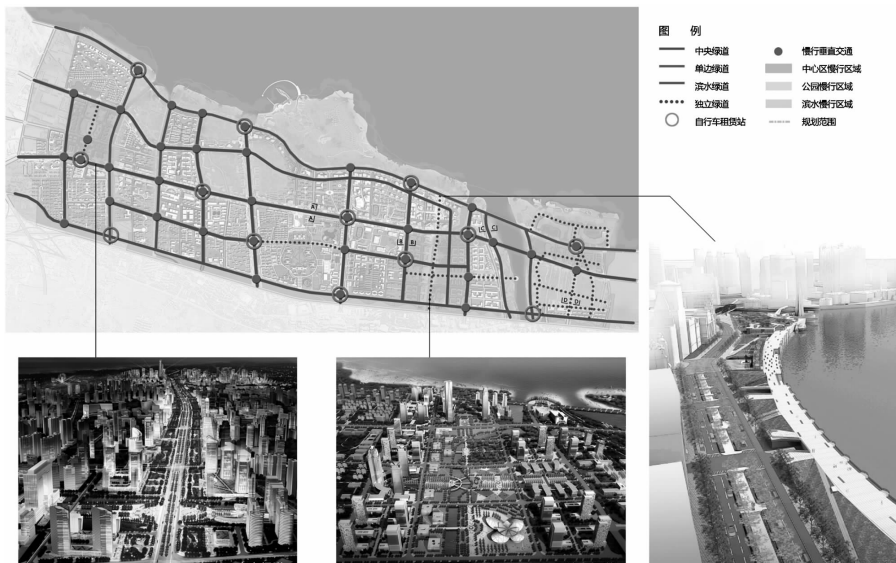 图 例
中央绿道
单边绿道
滨水绿道
独立绿道
自行车租赁站
慢行垂直交通
中心区慢行区域
公园慢行区域
滨水慢行区域
规划范围
A
A
B B
C C
D D